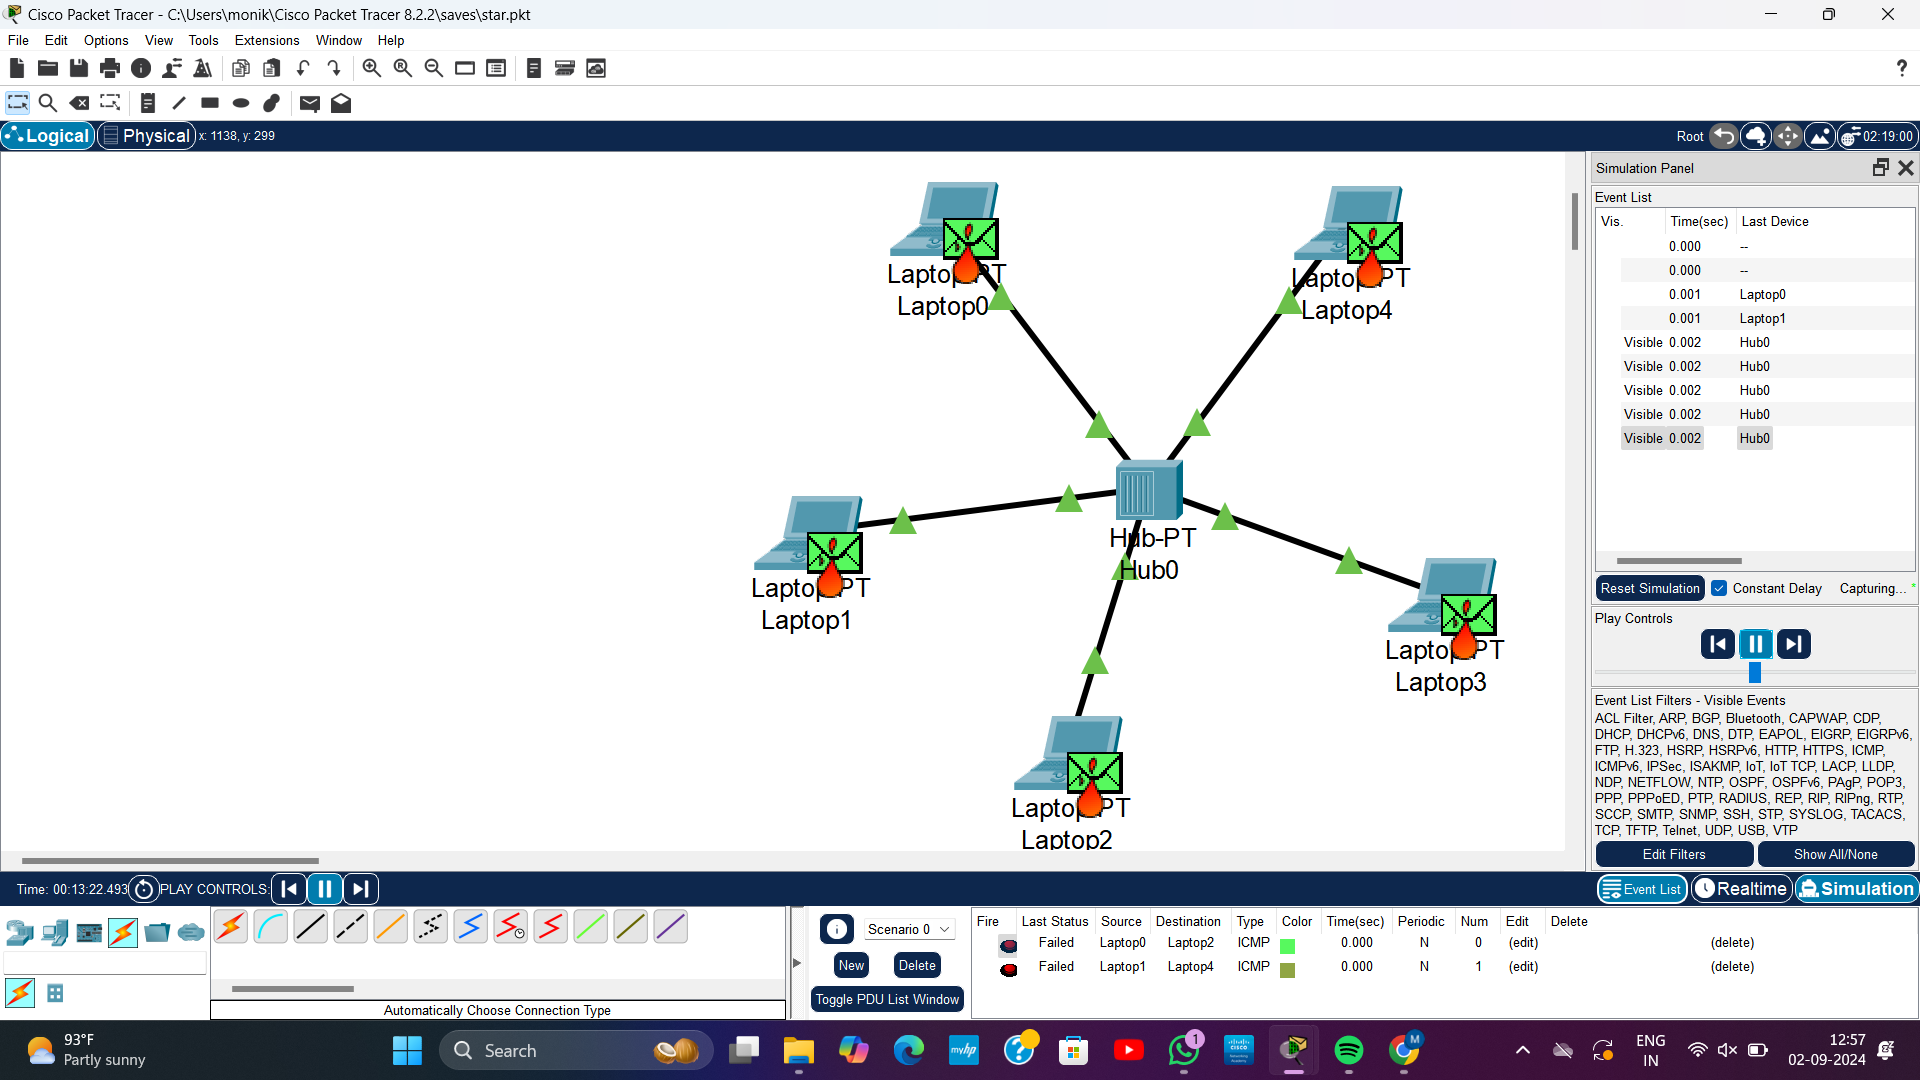 Cisco Packet Tracer - C:\Users\monik\Cisco Packet Tracer 8.2.2\saves\star.pkt
File Edit Options View Tools Extensions Window Help
Logical Physical x: 1138, y: 299
Root 02:19:00
Laptop-PT
Laptop0
Laptop-PT
Laptop4
Hub-PT
Hub0
Laptop-PT
Laptop1
Laptop-PT
Laptop3
Laptop-PT
Laptop2
Simulation Panel
Event List
Vis. Time(sec) Last Device
0.000 --
0.000 --
0.001 Laptop0
0.001 Laptop1
Visible 0.002 Hub0
Visible 0.002 Hub0
Visible 0.002 Hub0
Visible 0.002 Hub0
Visible 0.002 Hub0
Reset Simulation Constant Delay Capturing...
Play Controls
Event List Filters - Visible Events
ACL Filter, ARP, BGP, Bluetooth, CAPWAP, CDP,
DHCP, DHCPv6, DNS, DTP, EAPOL, EIGRP, EIGRPv6,
FTP, H.323, HSRP, HSRPv6, HTTP, HTTPS, ICMP,
ICMPv6, IPSec, ISAKMP, IoT, IoT TCP, LACP, LLDP,
NDP, NETFLOW, NTP, OSPF, OSPFv6, PAgP, POP3,
PPP, PPPoED, PTP, RADIUS, REP, RIP, RIPng, RTP,
SCCP, SMTP, SNMP, SSH, STP, SYSLOG, TACACS,
TCP, TFTP, Telnet, UDP, USB, VTP
Edit Filters Show All/None
Time: 00:13:22.493 PLAY CONTROLS:
Event List Realtime Simulation
Automatically Choose Connection Type
Scenario 0
New Delete
Toggle PDU List Window
Fire Last Status Source Destination Type Color Time(sec) Periodic Num Edit Delete
Failed Laptop0 Laptop2 ICMP 0.000 N 0 (edit) (delete)
Failed Laptop1 Laptop4 ICMP 0.000 N 1 (edit) (delete)
93°F
Partly sunny
Search
myhp
1
M
ENG
IN
12:57
02-09-2024